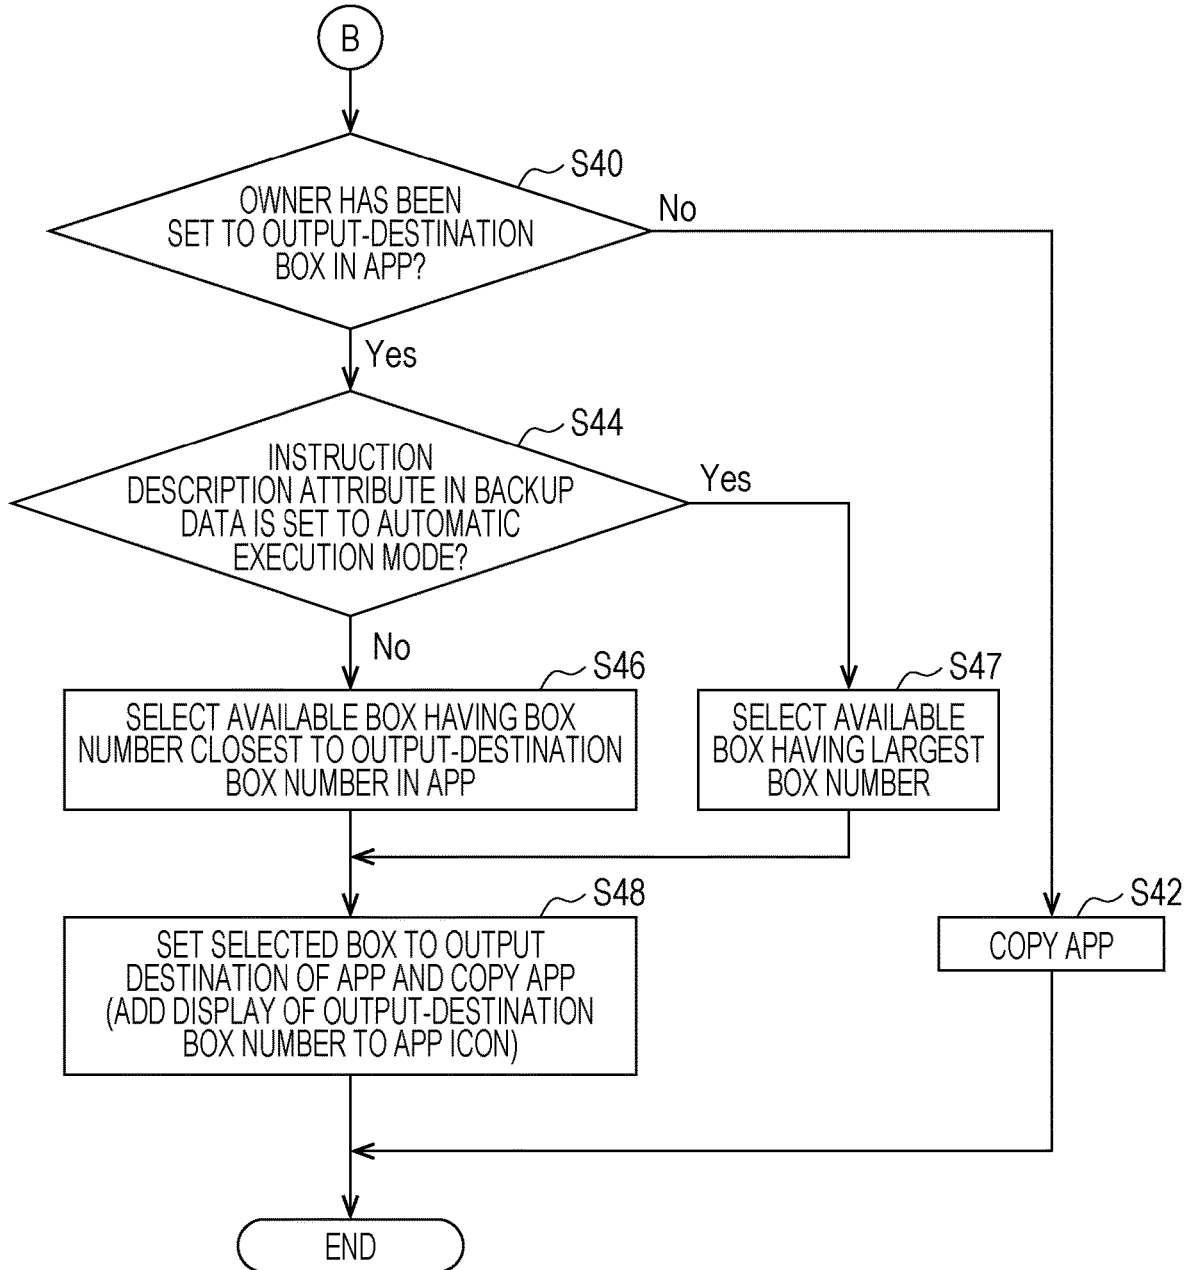 B
S40
OWNER HAS BEEN
SET TO OUTPUT-DESTINATION
BOX IN APP?
No
Yes
S44
INSTRUCTION
DESCRIPTION ATTRIBUTE IN BACKUP
DATA IS SET TO AUTOMATIC
EXECUTION MODE?
Yes
No
S46
SELECT AVAILABLE BOX HAVING BOX
NUMBER CLOSEST TO OUTPUT-DESTINATION
BOX NUMBER IN APP
S47
SELECT AVAILABLE
BOX HAVING LARGEST
BOX NUMBER
S48
SET SELECTED BOX TO OUTPUT
DESTINATION OF APP AND COPY APP
(ADD DISPLAY OF OUTPUT-DESTINATION
BOX NUMBER TO APP ICON)
S42
COPY APP
END